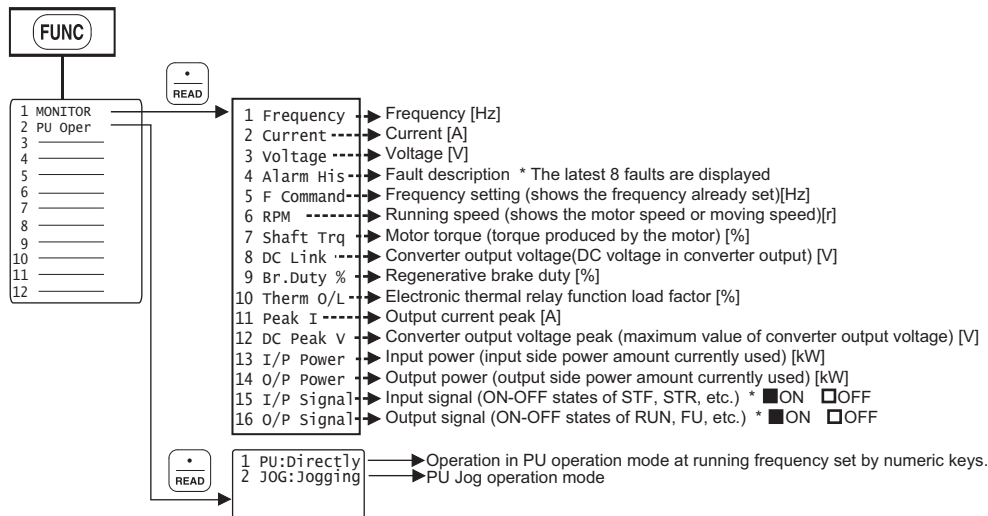 FUNC
READ
1 MONITOR
2 PU Oper
3
4
5
6
7
8
9
10
11
12
1 Frequency Frequency [Hz]
2 Current Current [A]
3 Voltage Voltage [V]
4 Alarm His Fault description * The latest 8 faults are displayed
5 F Command Frequency setting (shows the frequency already set)[Hz]
6 RPM Running speed (shows the motor speed or moving speed)[r]
7 Shaft Trq Motor torque (torque produced by the motor) [%]
8 DC Link Converter output voltage(DC voltage in converter output) [V]
9 Br.Duty % Regenerative brake duty [%]
10 Therm O/L Electronic thermal relay function load factor [%]
11 Peak I Output current peak [A]
12 DC Peak V Converter output voltage peak (maximum value of converter output voltage) [V]
13 I/P Power Input power (input side power amount currently used) [kW]
14 O/P Power Output power (output side power amount currently used) [kW]
15 I/P Signal Input signal (ON-OFF states of STF, STR, etc.) * ■ON □OFF
16 O/P Signal Output signal (ON-OFF states of RUN, FU, etc.) * ■ON □OFF
READ
1 PU:Directly Operation in PU operation mode at running frequency set by numeric keys.
2 JOG:Jogging PU Jog operation mode